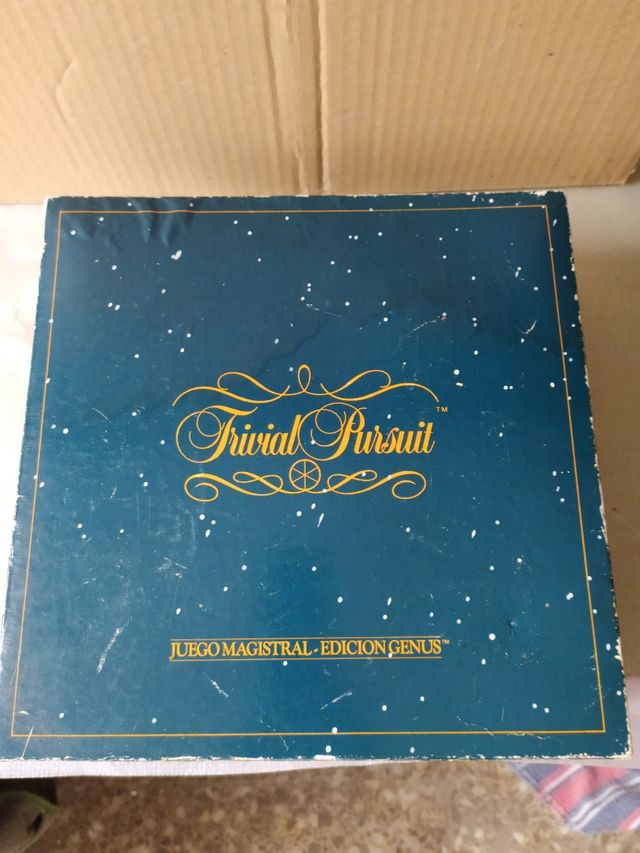 Trivial Pursuit™
JUEGO MAGISTRAL - EDICION GENUS™